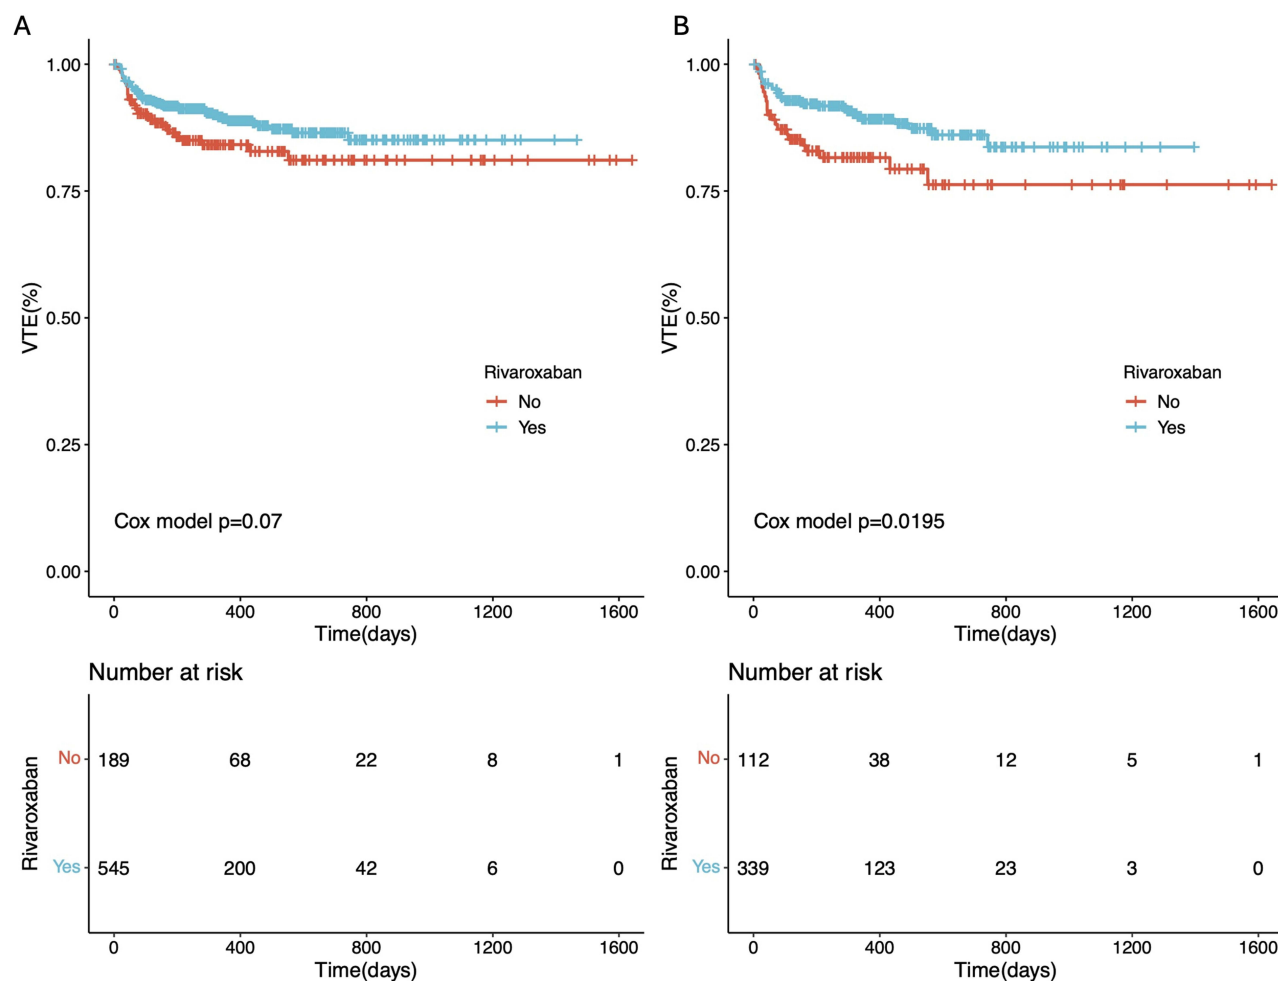 A
1.00
0.75
0.50
0.25
0.00
VTE(%)
Rivaroxaban
No
Yes
Cox model p=0.07
0 400 800 1200 1600
Time(days)
Number at risk
Rivaroxaban
No 189 68 22 8 1
Yes 545 200 42 6 0
0 400 800 1200 1600
Time(days)
B
1.00
0.75
0.50
0.25
0.00
VTE(%)
Rivaroxaban
No
Yes
Cox model p=0.0195
0 400 800 1200 1600
Time(days)
Number at risk
Rivaroxaban
No 112 38 12 5 1
Yes 339 123 23 3 0
0 400 800 1200 1600
Time(days)